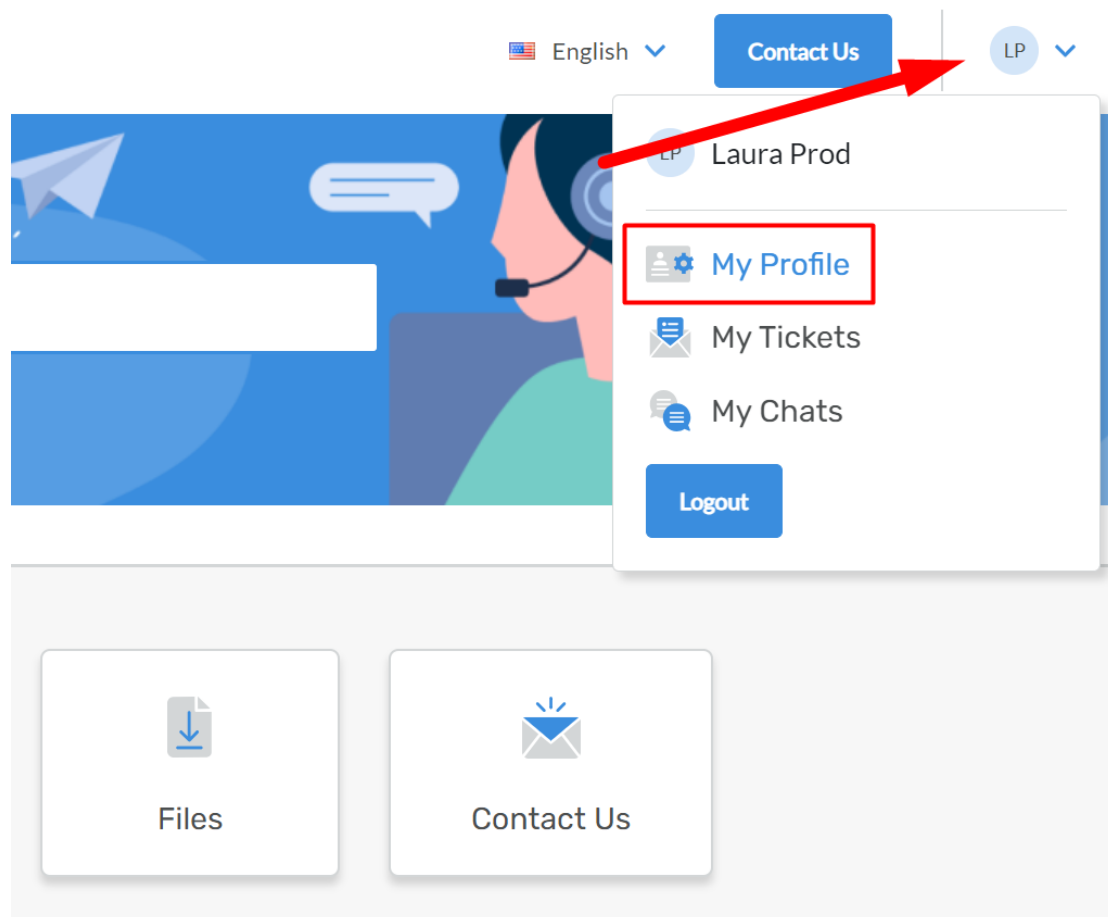 English
Contact Us
LP
LP
Laura Prod
My Profile
My Tickets
My Chats
Logout
Files
Contact Us